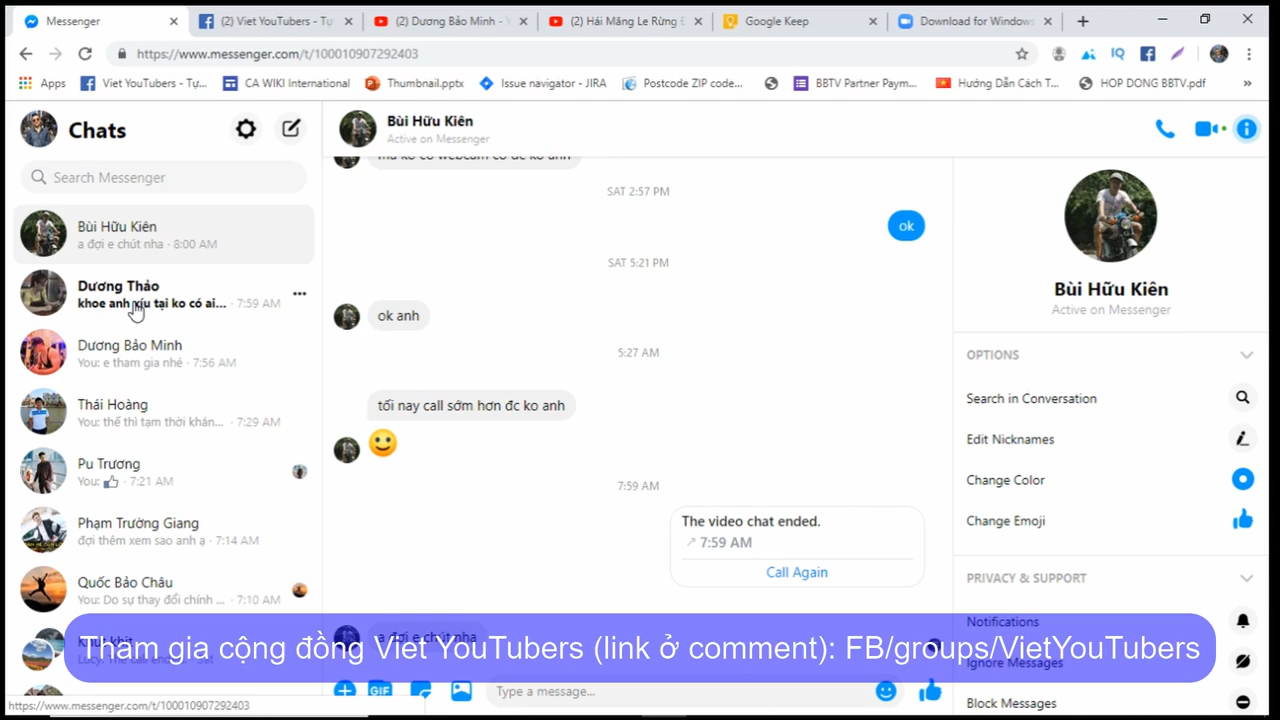 Messenger
(2) Viet YouTubers - Tự
(2) Dương Bảo Minh - Y
(2) Hái Măng Le Rừng
Google Keep
Download for Windows
https://www.messenger.com/t/100010907292403
Apps
Viet YouTubers - Tự...
CA WIKI International
Thumbnail.pptx
Issue navigator - JIRA
Postcode ZIP code...
BBTV Partner Paym...
Hướng Dẫn Cách T...
HOP DONG BBTV.pdf
»
Chats
Search Messenger
Bùi Hữu Kiên
a đợi e chút nha · 8:00 AM
Dương Thảo
khoe anh xíu tại ko có ai... · 7:59 AM
Dương Bảo Minh
You: e tham gia nhé · 7:56 AM
Thái Hoàng
You: thế thì tạm thời khán... · 7:29 AM
Pu Trương
You: 👍 · 7:21 AM
Phạm Trường Giang
đợi thêm xem sao anh ạ · 7:14 AM
Quốc Bảo Châu
You: Do sự thay đổi chính ... · 7:10 AM
Bùi Hữu Kiên
Active on Messenger
SAT 2:57 PM
ok
SAT 5:21 PM
ok anh
5:27 AM
tối nay call sớm hơn đc ko anh
7:59 AM
The video chat ended.
7:59 AM
Call Again
a đợi e chút nha
GIF
Type a message...
Bùi Hữu Kiên
Active on Messenger
OPTIONS
Search in Conversation
Edit Nicknames
Change Color
Change Emoji
PRIVACY & SUPPORT
Notifications
Ignore Messages
Block Messages
Tham gia cộng đồng Viet YouTubers (link ở comment): FB/groups/VietYouTubers
https://www.messenger.com/t/100010907292403